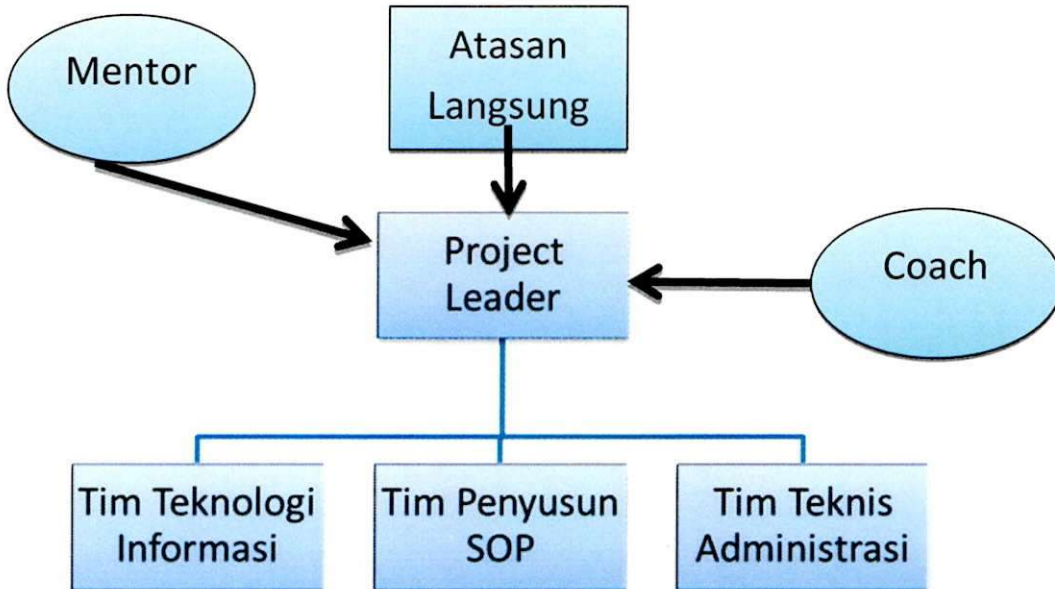 Mentor
Atasan
Langsung
Project
Leader
Coach
Tim Teknologi
Informasi
Tim Penyusun
SOP
Tim Teknis
Administrasi